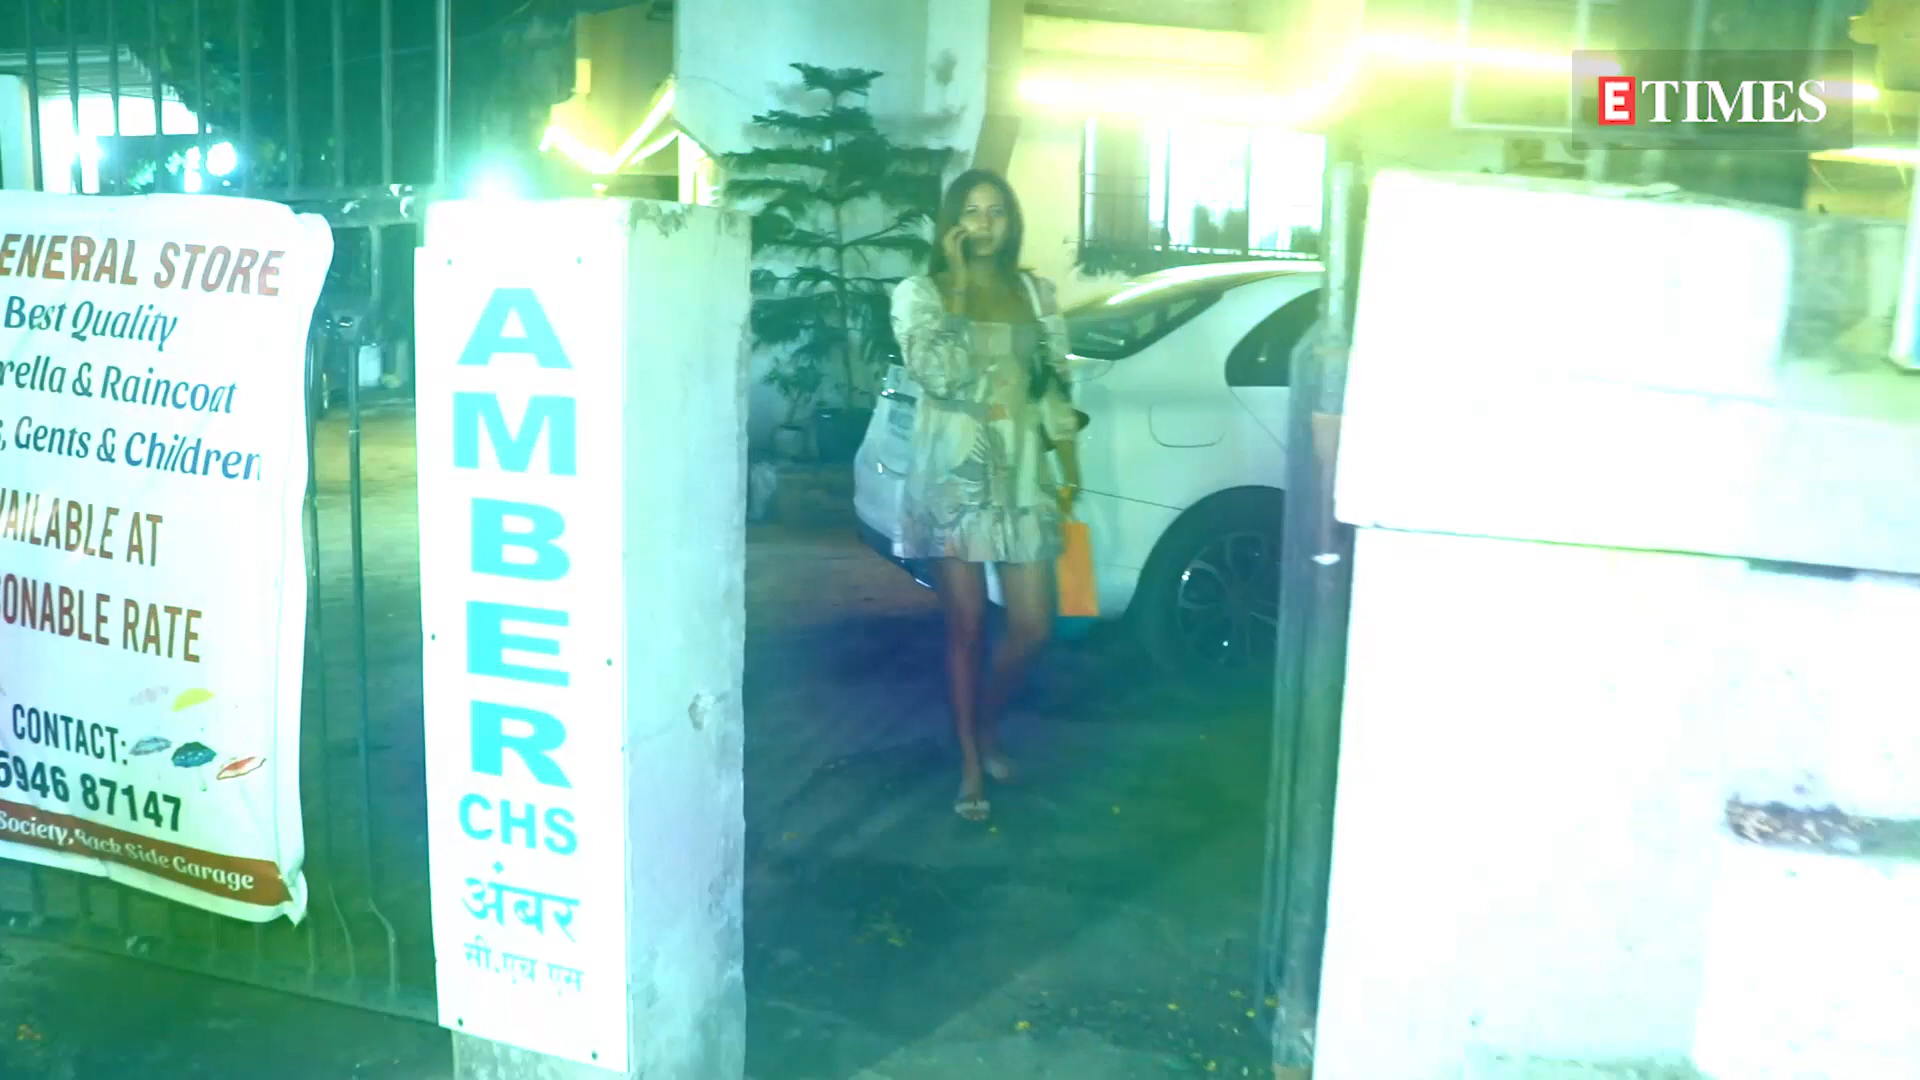 ETIMES
ENERAL STORE
Best Quality
rella & Raincoat
, Gents & Children
AILABLE AT
ONABLE RATE
CONTACT:
5946 87147
Society, Back Side Garage
AMBER
CHS
अंबर
सी.एच.एस